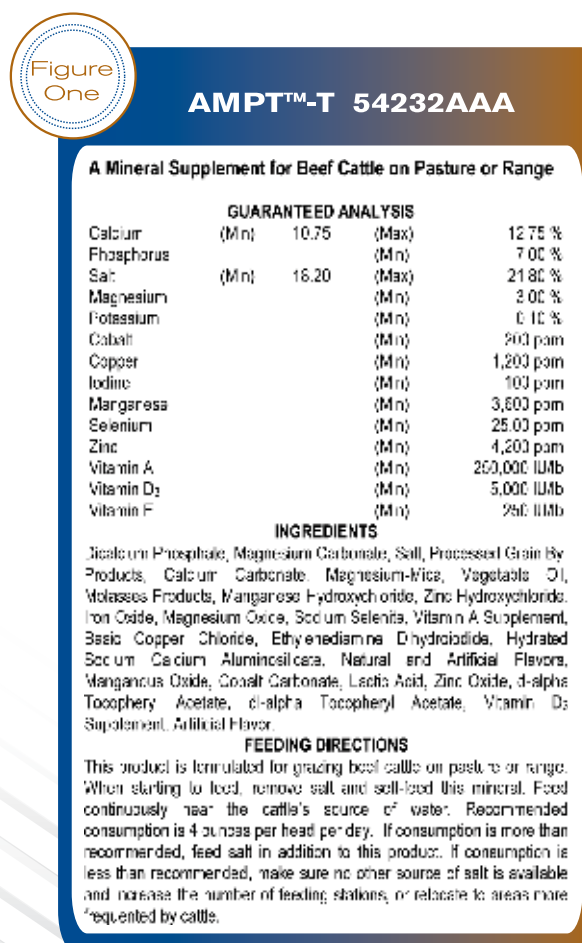 Figure
One
AMPT™-T 54232AAA
A Mineral Supplement for Beef Cattle on Pasture or Range
GUARANTEED ANALYSIS
Calcium (Min) 10.75 (Max) 12.75 %
Phosphorus (Min) 7.00 %
Salt (Min) 18.20 (Max) 21.80 %
Magnesium (Min) 3.00 %
Potassium (Min) 0.10 %
Cobalt (Min) 200 ppm
Copper (Min) 1,200 ppm
Iodine (Min) 100 ppm
Manganese (Min) 3,600 ppm
Selenium (Min) 25.00 ppm
Zinc (Min) 4,200 ppm
Vitamin A (Min) 250,000 IU/lb
Vitamin D3 (Min) 5,000 IU/lb
Vitamin E (Min) 250 IU/lb
INGREDIENTS
Dicalcium Phosphate, Magnesium Carbonate, Salt, Processed Grain By-
Products, Calcium Carbonate, Magnesium-Mica, Vegetable Oil,
Molasses Products, Manganese Hydroxychloride, Zinc Hydroxychloride,
Iron Oxide, Magnesium Oxide, Sodium Selenite, Vitamin A Supplement,
Basic Copper Chloride, Ethylenediamine Dihydroiodide, Hydrated
Sodium Calcium Aluminosilicate, Natural and Artificial Flavors,
Manganous Oxide, Cobalt Carbonate, Lactic Acid, Zinc Oxide, d-alpha
Tocophery Acetate, dl-alpha Tocopheryl Acetate, Vitamin D3
Supplement, Artificial Flavor.
FEEDING DIRECTIONS
This product is formulated for grazing beef cattle on pasture or range.
When starting to feed, remove salt and self-feed this mineral. Feed
continuously near the cattle's source of water. Recommended
consumption is 4 ounces per head per day. If consumption is more than
recommended, feed salt in addition to this product. If consumption is
less than recommended, make sure no other source of salt is available
and increase the number of feeding stations, or relocate to areas more
frequented by cattle.